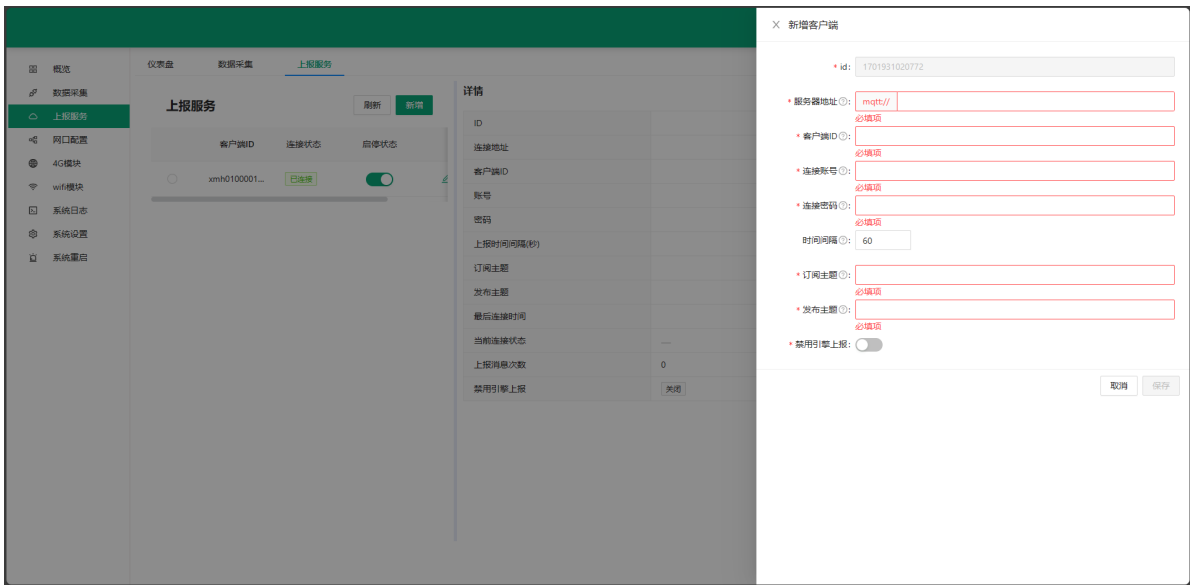 新增客户端
仪表盘 数据采集 上报服务
概览
数据采集
上报服务
网口配置
4G模块
wifi模块
系统日志
系统设置
系统重启
上报服务 刷新 新增
客户端ID 连接状态 启停状态
xmh0100001... 已连接
详情
ID
连接地址
客户端ID
账号
密码
上报时间间隔(秒)
订阅主题
发布主题
最后连接时间
当前连接状态 —
上报消息次数 0
禁用引擎上报 关闭
* id: 1701931020772
* 服务器地址?: mqtt://
必填项
* 客户端ID?:
必填项
* 连接账号?:
必填项
* 连接密码?:
必填项
时间间隔?: 60
* 订阅主题?:
必填项
* 发布主题?:
必填项
* 禁用引擎上报:
取消 保存